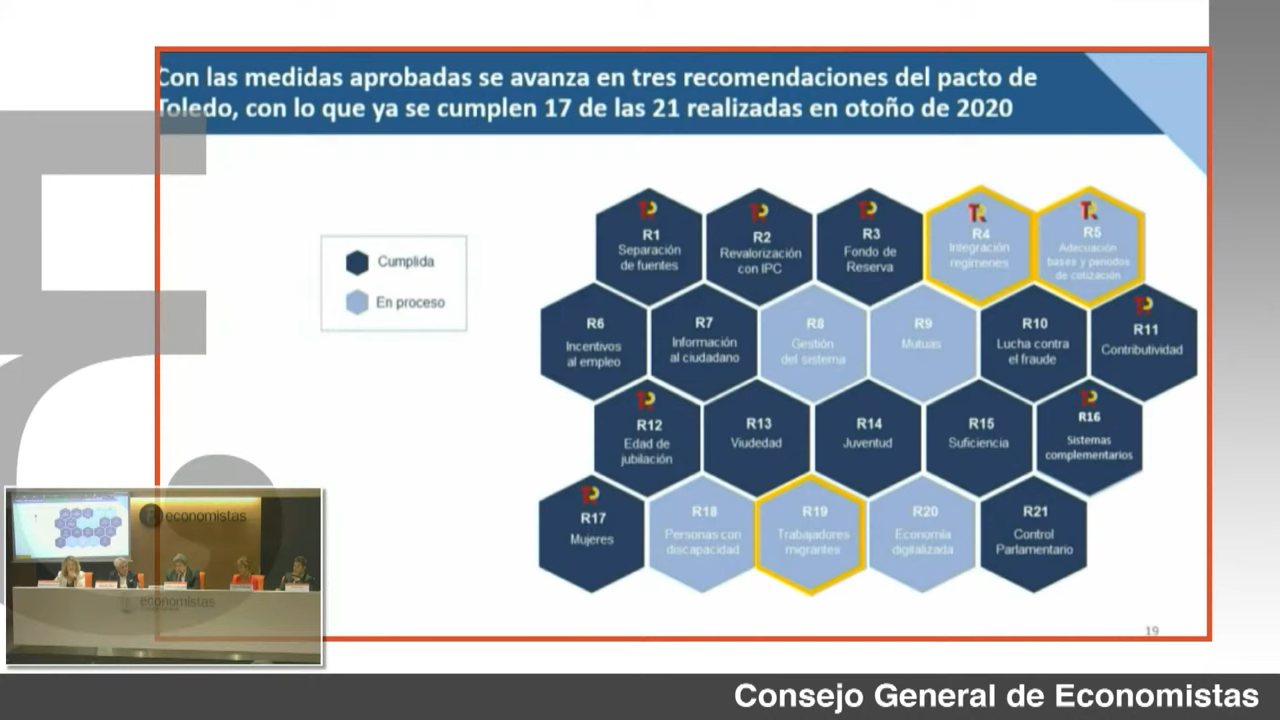 Con las medidas aprobadas se avanza en tres recomendaciones del pacto de
Toledo, con lo que ya se cumplen 17 de las 21 realizadas en otoño de 2020
Cumplida
En proceso
R1
Separación
de fuentes
R2
Revalorización
con IPC
R3
Fondo de
Reserva
R4
Integración
regímenes
R5
Adecuación
bases y periodos
de cotización
R6
Incentivos
al empleo
R7
Información
al ciudadano
R8
Gestión
del sistema
R9
Mutuas
R10
Lucha contra
el fraude
R11
Contributividad
R12
Edad de
jubilación
R13
Viudedad
R14
Juventud
R15
Suficiencia
R16
Sistemas
complementarios
R17
Mujeres
R18
Personas con
discapacidad
R19
Trabajadores
migrantes
R20
Economía
digitalizada
R21
Control
Parlamentario
19
economistas
economistas
Consejo General de Economistas